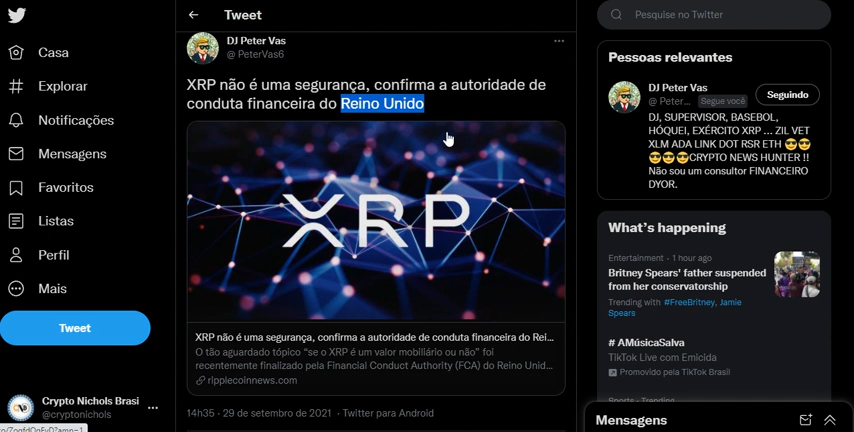 Casa
Explorar
Notificações
Mensagens
Favoritos
Listas
Perfil
Mais
Tweet
Crypto Nichols Brasi
@cryptonichols
Tweet
DJ Peter Vas
@ PeterVas6
XRP não é uma segurança, confirma a autoridade de
conduta financeira do Reino Unido
XRP
XRP não é uma segurança, confirma a autoridade de conduta financeira do Rei...
O tão aguardado tópico “se o XRP é um valor mobiliário ou não” foi
recentemente finalizado pela Financial Conduct Authority (FCA) do Reino Unid...
ripplecoinnews.com
14h35 · 29 de setembro de 2021 · Twitter para Android
Pesquise no Twitter
Pessoas relevantes
DJ Peter Vas
@ Peter... Segue você
Seguindo
DJ, SUPERVISOR, BASEBOL,
HÓQUEI, EXÉRCITO XRP ... ZIL VET
XLM ADA LINK DOT RSR ETH 😎😎
😎😎😎CRYPTO NEWS HUNTER !!
Não sou um consultor FINANCEIRO
DYOR.
What’s happening
Entertainment · 1 hour ago
Britney Spears' father suspended
from her conservatorship
Trending with #FreeBritney, Jamie
Spears
# AMúsicaSalva
TikTok Live com Emicida
Promovido pela TikTok Brasil
Sports · Trending
Mensagens